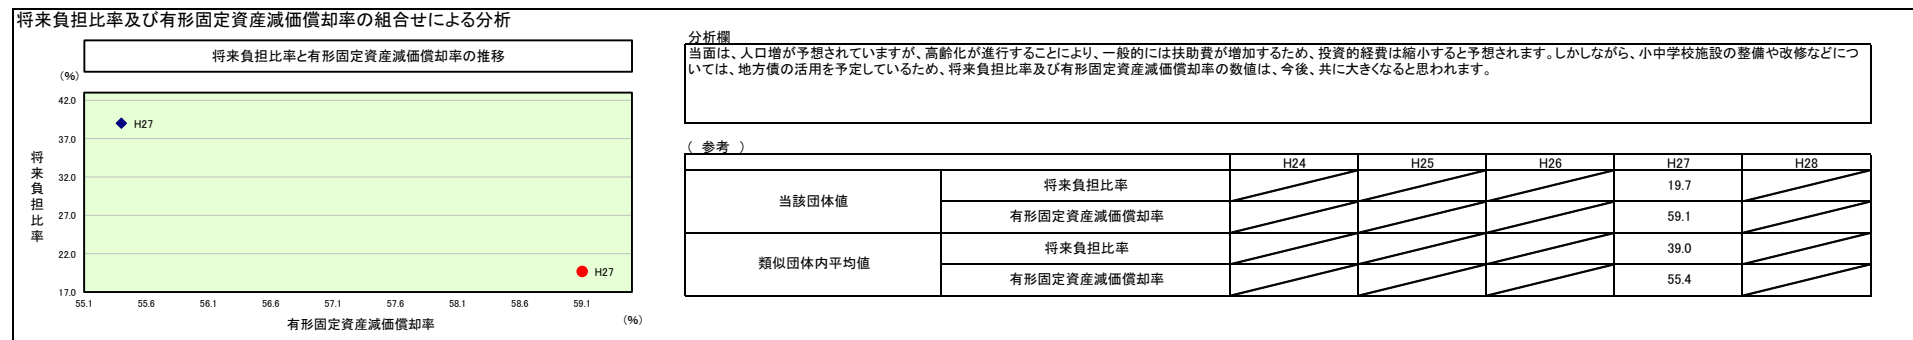 将来負担比率及び有形固定資産減価償却率の組合せによる分析
将来負担比率と有形固定資産減価償却率の推移
(%)
42.0
37.0
32.0
27.0
22.0
17.0
将来負担比率
H27
H27
55.1 55.6 56.1 56.6 57.1 57.6 58.1 58.6 59.1
有形固定資産減価償却率
(%)
分析欄
当面は、人口増が予想されていますが、高齢化が進行することにより、一般的には扶助費が増加するため、投資的経費は縮小すると予想されます。しかしながら、小中学校施設の整備や改修などにつ
いては、地方債の活用を予定しているため、将来負担比率及び有形固定資産減価償却率の数値は、今後、共に大きくなると思われます。
( 参考 )
H24 H25 H26 H27 H28
当該団体値
将来負担比率 19.7
有形固定資産減価償却率 59.1
類似団体内平均値
将来負担比率 39.0
有形固定資産減価償却率 55.4